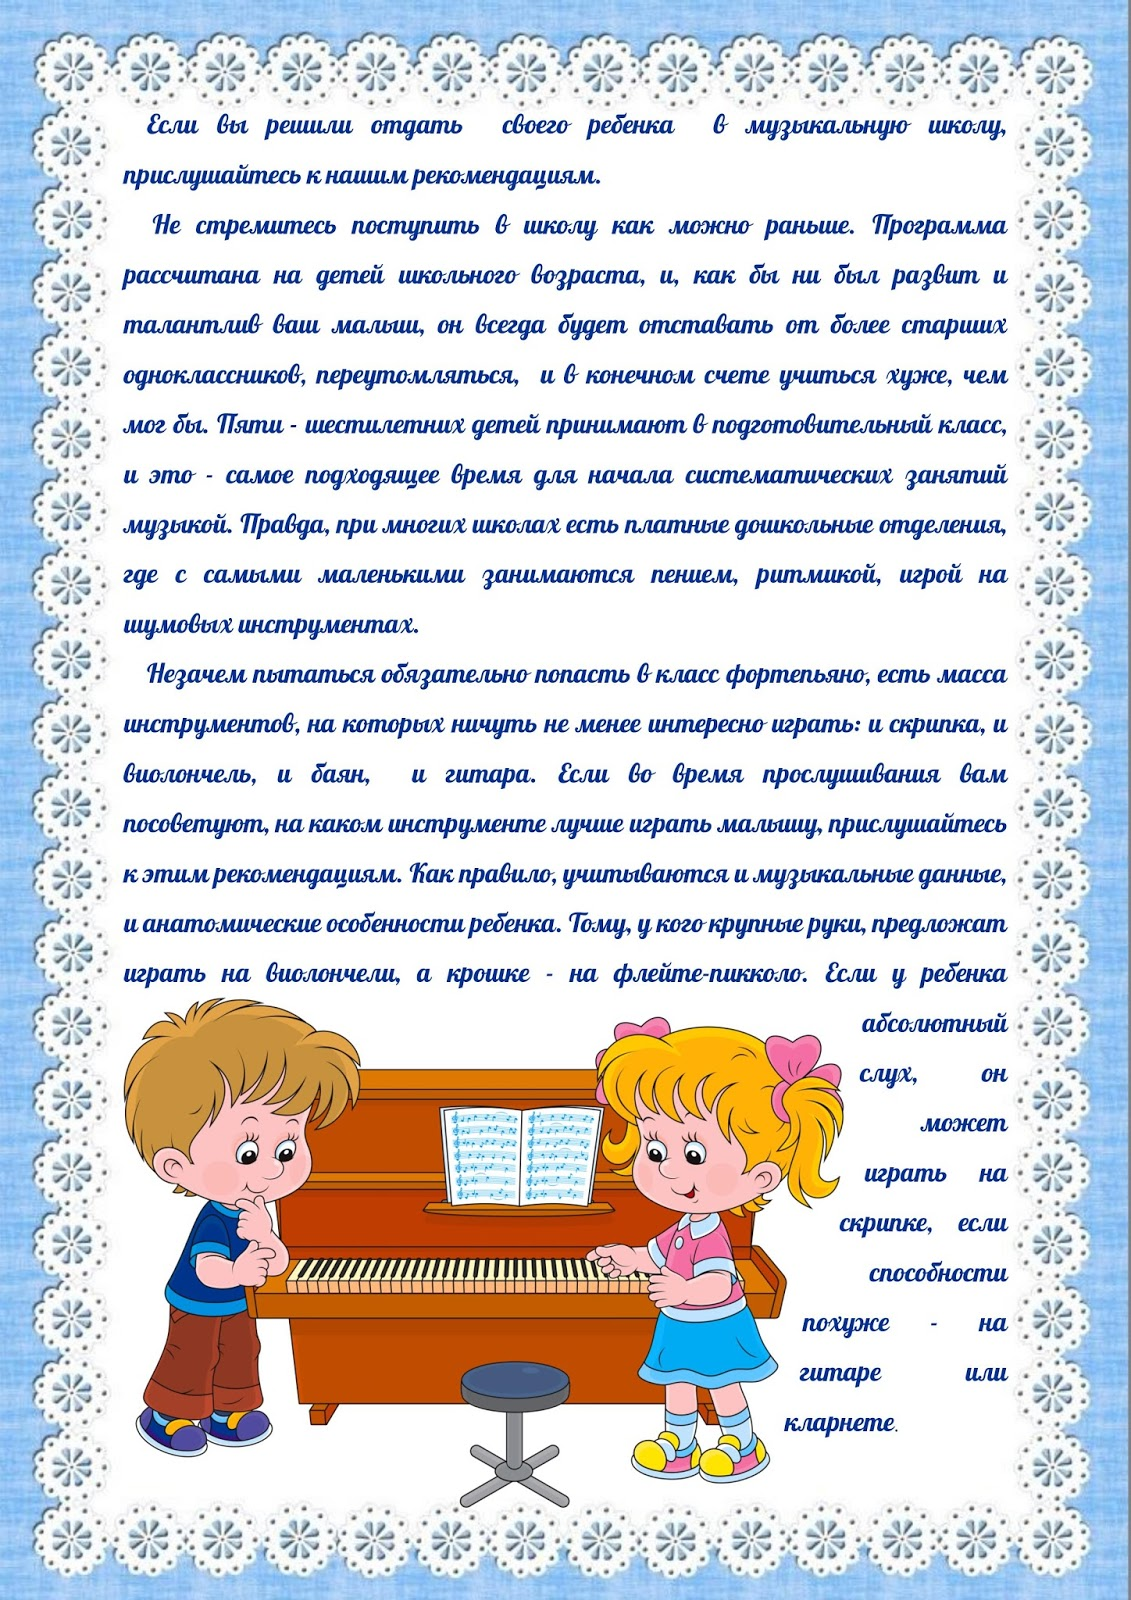 Если вы решили отдать своего ребенка в музыкальную школу,
прислушайтесь к нашим рекомендациям.
Не стремитесь поступить в школу как можно раньше. Программа
рассчитана на детей школьного возраста, и, как бы ни был развит и
талантлив ваш малыш, он всегда будет отставать от более старших
одноклассников, переутомляться, и в конечном счете учиться хуже, чем
мог бы. Пяти - шестилетних детей принимают в подготовительный класс,
и это - самое подходящее время для начала систематических занятий
музыкой. Правда, при многих школах есть платные дошкольные отделения,
где с самыми маленькими занимаются пением, ритмикой, игрой на
шумовых инструментах.
Незачем пытаться обязательно попасть в класс фортепьяно, есть масса
инструментов, на которых ничуть не менее интересно играть: и скрипка, и
виолончель, и баян, и гитара. Если во время прослушивания вам
посоветуют, на каком инструменте лучше играть малышу, прислушайтесь
к этим рекомендациям. Как правило, учитываются и музыкальные данные,
и анатомические особенности ребенка. Тому, у кого крупные руки, предложат
играть на виолончели, а крошке - на флейте-пикколо. Если у ребенка
абсолютный
слух, он
может
играть на
скрипке, если
способности
похуже - на
гитаре или
кларнете.